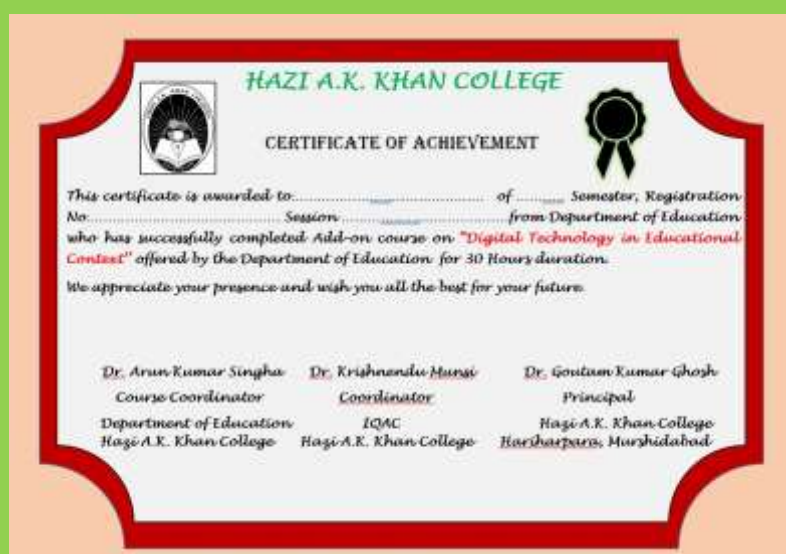 HAZI A.K. KHAN COLLEGE
CERTIFICATE OF ACHIEVEMENT
This certificate is awarded to.................................... of ......... Semester, Registration
No.................................... Session ....................................from Department of Education
who has successfully completed Add-on course on "Digital Technology in Educational
Context" offered by the Department of Education for 30 Hours duration.
We appreciate your presence and wish you all the best for your future.
Dr. Arun Kumar Singha Dr. Krishnendu Munsi Dr. Goutam Kumar Ghosh
Course Coordinator Coordinator Principal
Department of Education IQAC Hazi A.K. Khan College
Hazi A.K. Khan College Hazi A.K. Khan College Harsharpara, Murshidabad